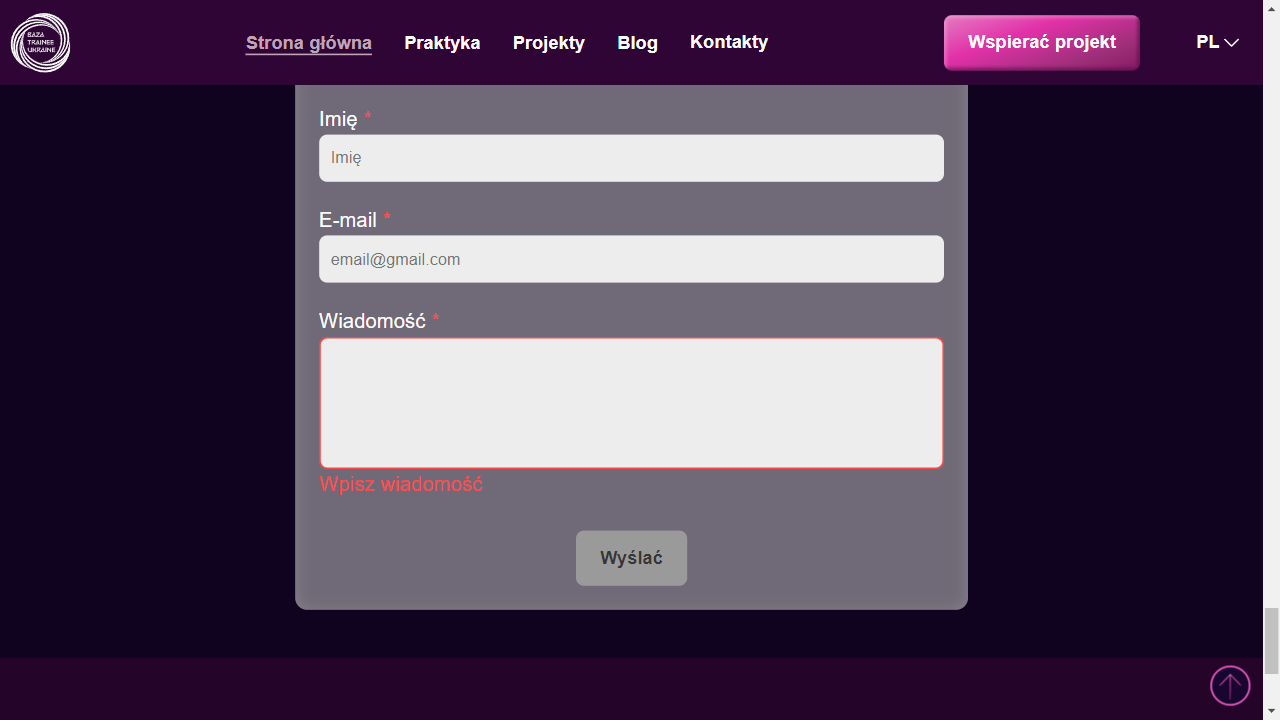 BAZA
TRAINEE
UKRAINE
Strona główna
Praktyka
Projekty
Blog
Kontakty
Wspierać projekt
PL
Imię *
Imię
E-mail *
email@gmail.com
Wiadomość *
Wpisz wiadomość
Wyślać